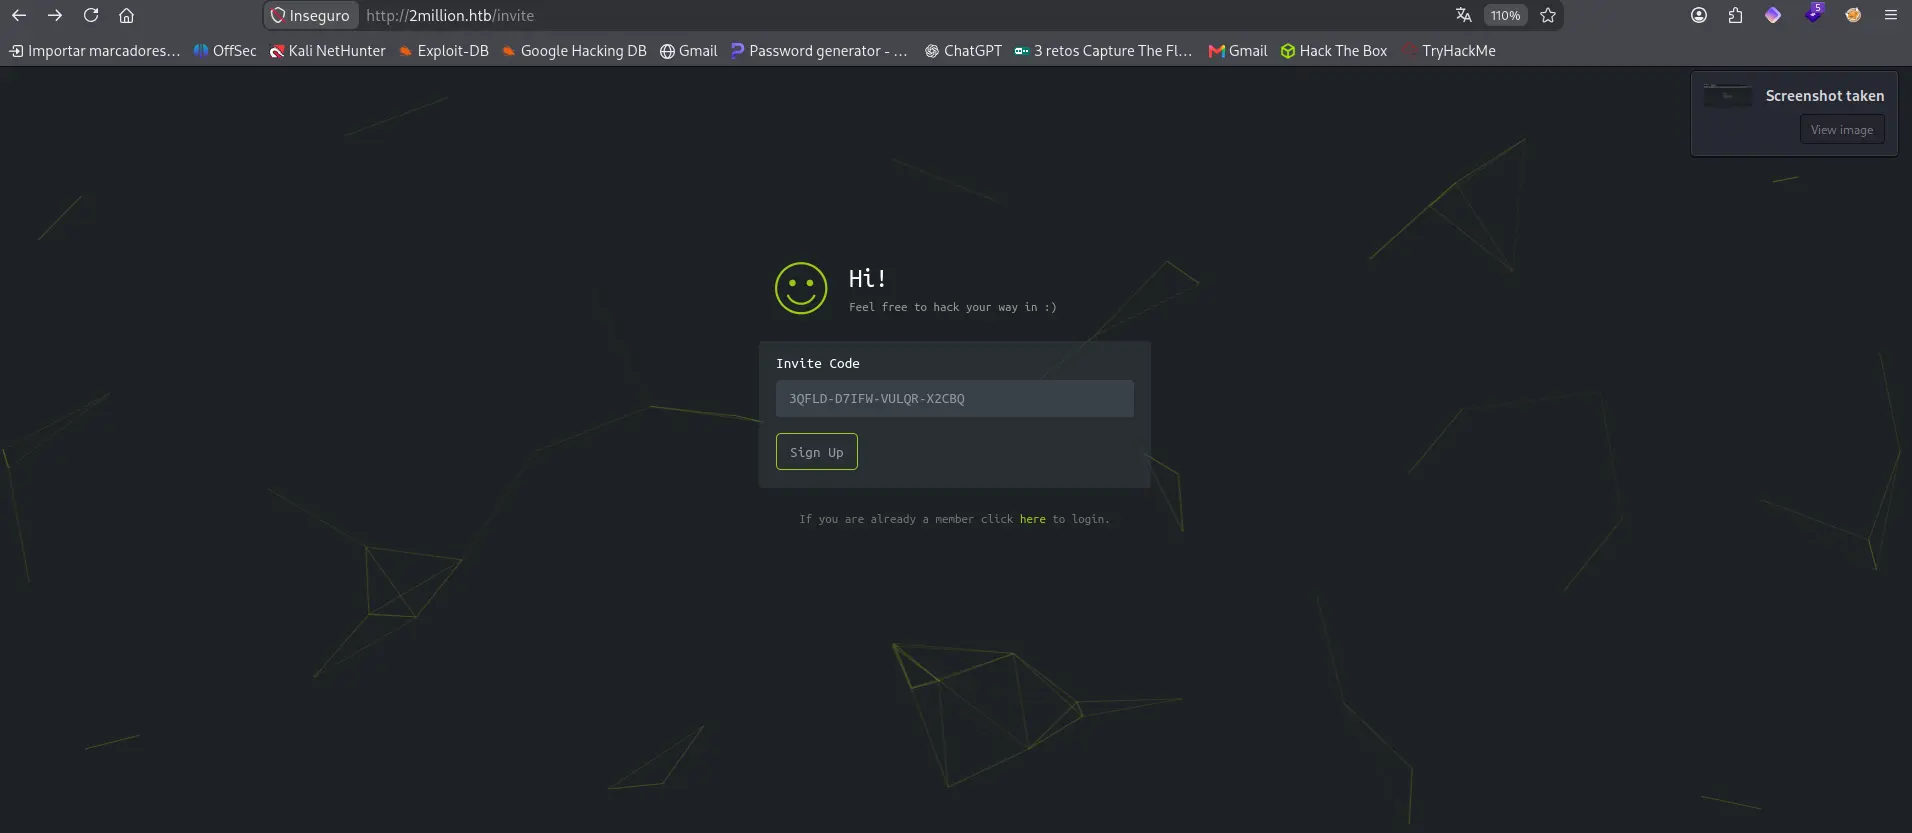 Inseguro http://2million.htb/invite 110% 5
Importar marcadores... OffSec Kali NetHunter Exploit-DB Google Hacking DB Gmail Password generator - ... ChatGPT 3 retos Capture The Fl... Gmail Hack The Box TryHackMe
Screenshot taken
View image
Hi!
Feel free to hack your way in :)
Invite Code
3QFLD-D7IFW-VULQR-X2CBQ
Sign Up
If you are already a member click here to login.